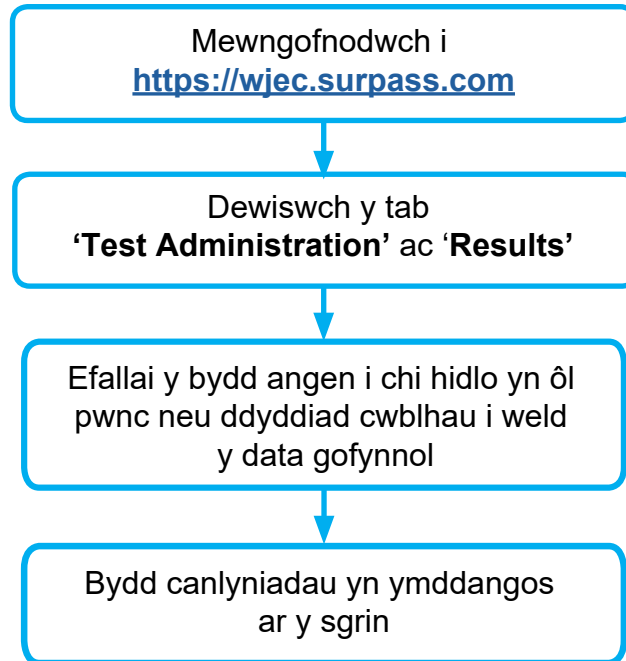 Mewngofnodwch i
https://wjec.surpass.com
Dewiswch y tab
‘Test Administration’ ac ‘Results’
Efallai y bydd angen i chi hidlo yn ôl
pwnc neu ddyddiad cwblhau i weld
y data gofynnol
Bydd canlyniadau yn ymddangos
ar y sgrin